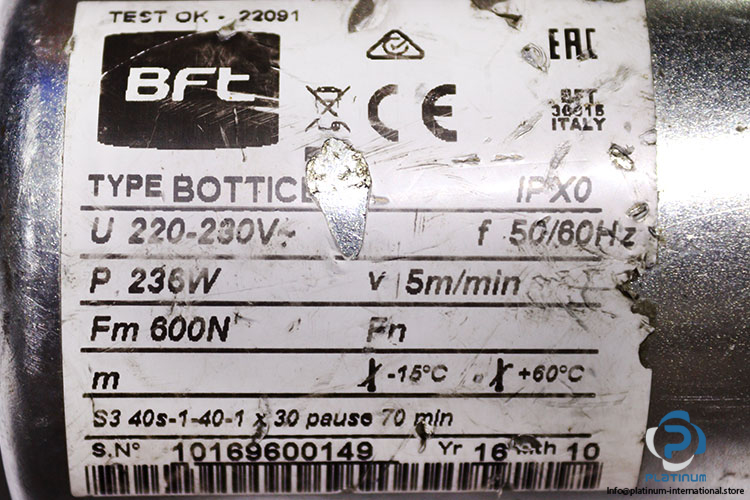 TEST OK - 22091
BFt
EAC
CE
BFT
36015
ITALY
TYPE IPX0
U 220-230V~ f 50/60Hz
P 236W v 5m/min
Fm 600N Fn
m -15°C +60°C
S3 40s-1-40-1 x 30 pause 70 min
S.N° 10169600149 Yr 16 10
PLATINUM
info@platinum-international.store